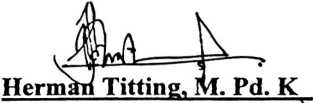 Herman Titting, M. Pd. K